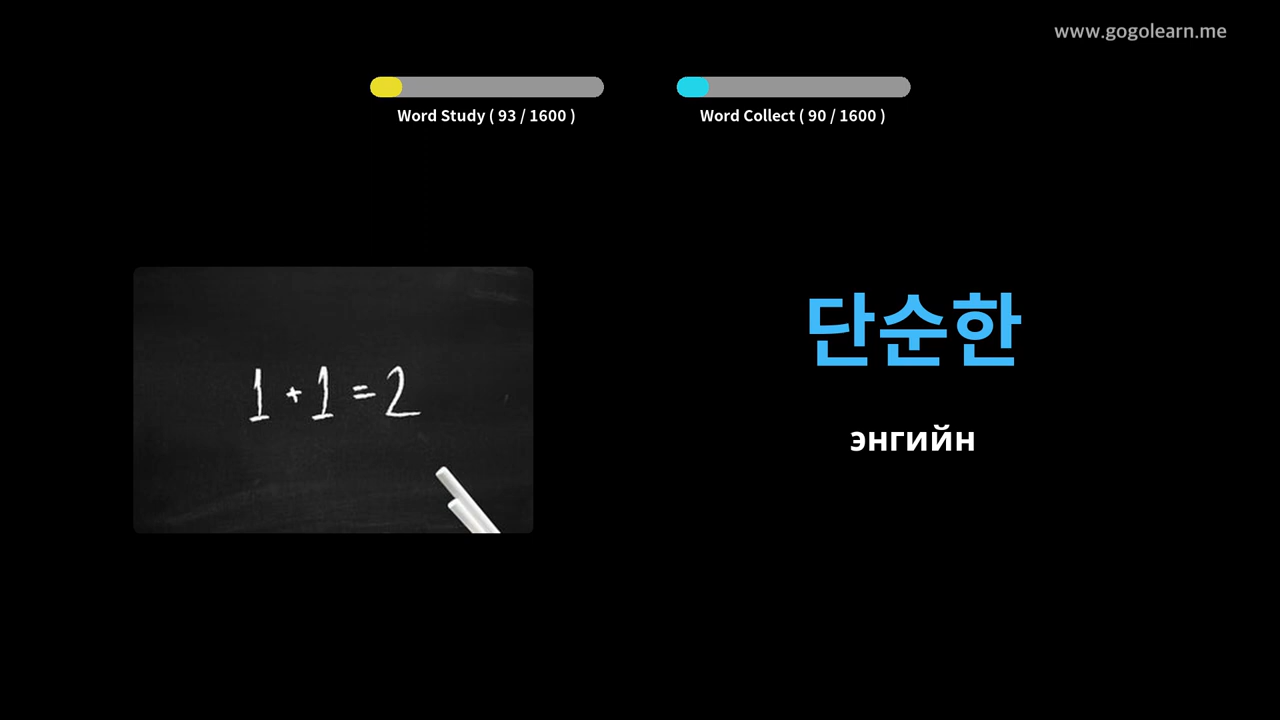 www.gogolearn.me
Word Study ( 93 / 1600 )
Word Collect ( 90 / 1600 )
1 + 1 = 2
단순한
энгийн